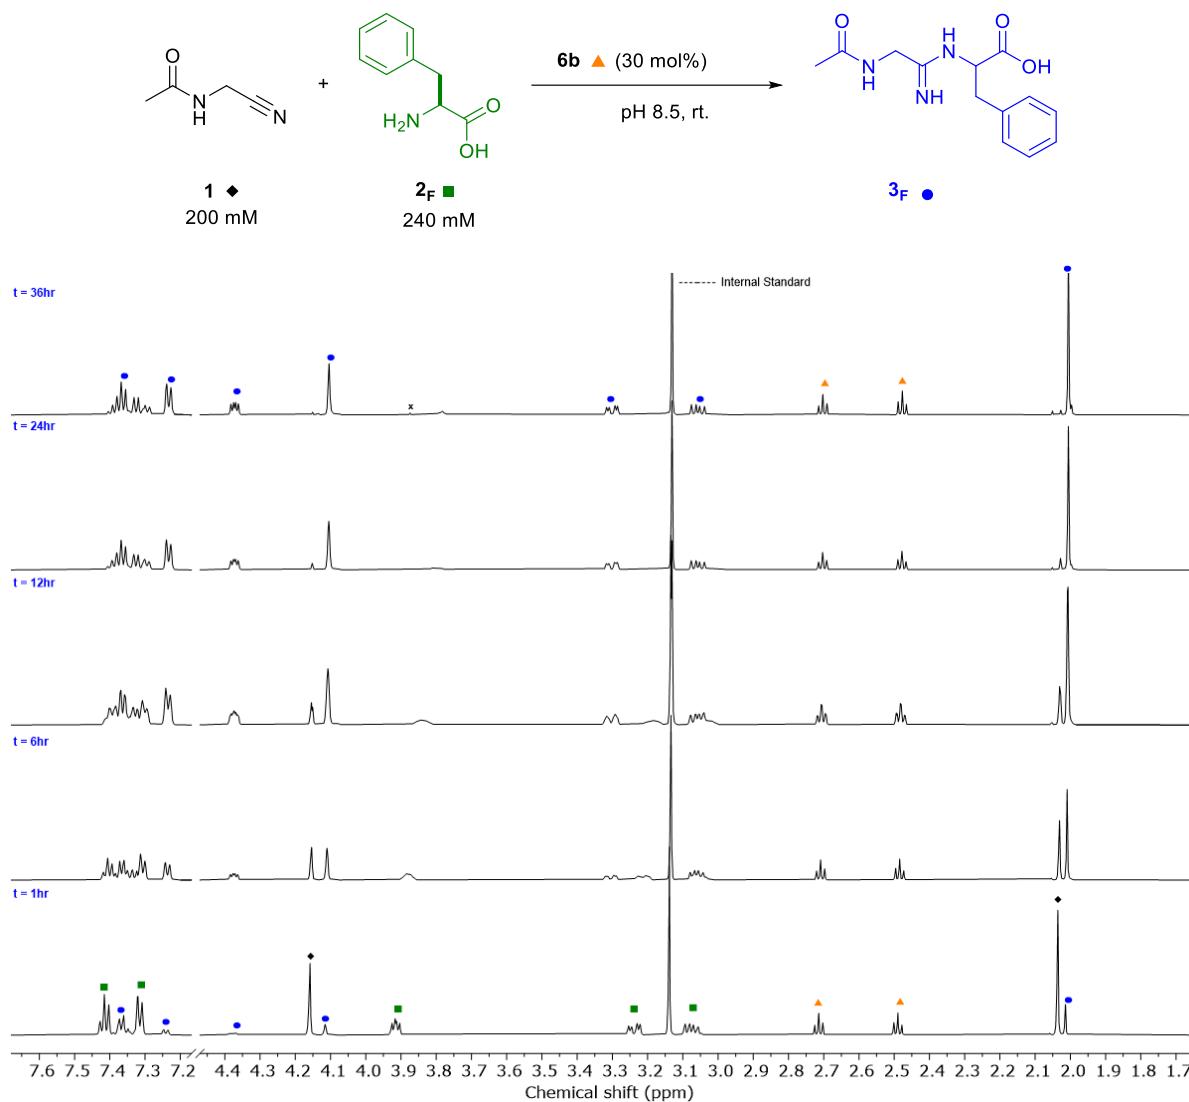 O
N
H
N
+
H₂N
O
OH
6b ▲ (30 mol%)
pH 8.5, rt.
O
N
H
H
N
NH
O
OH
1 ◆
200 mM
2F ■
240 mM
3F ●
t = 36hr
Internal Standard
x
t = 24hr
t = 12hr
t = 6hr
t = 1hr
7.6 7.5 7.4 7.3 7.2 4.4 4.3 4.2 4.1 4.0 3.9 3.8 3.7 3.6 3.5 3.4 3.3 3.2 3.1 3.0 2.9 2.8 2.7 2.6 2.5 2.4 2.3 2.2 2.1 2.0 1.9 1.8 1.7
Chemical shift (ppm)